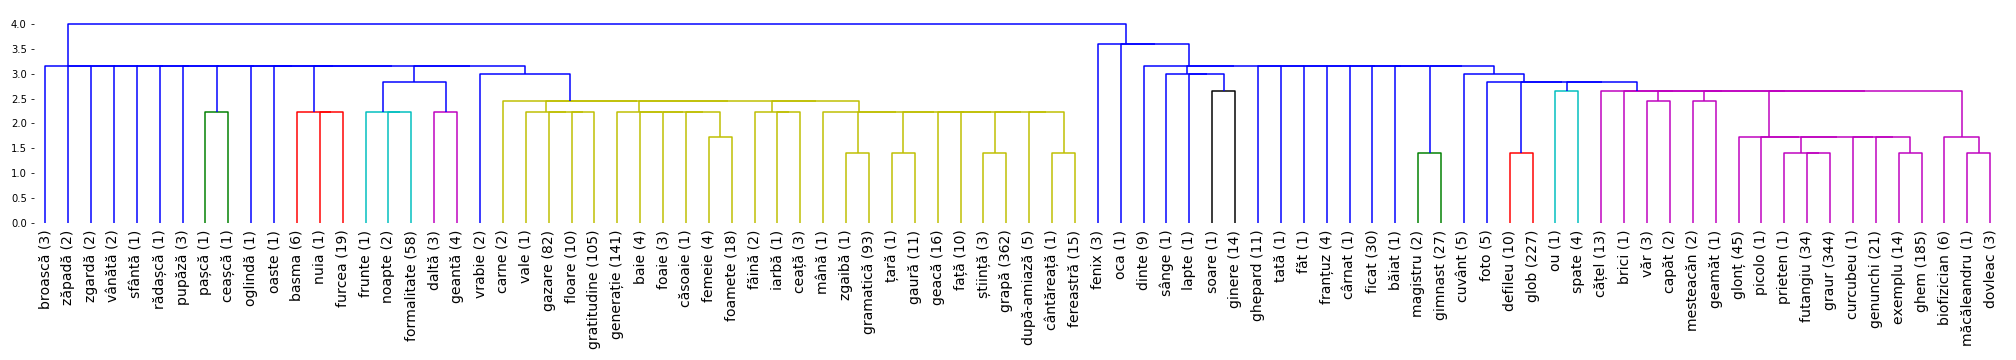 4.0
3.5
3.0
2.5
2.0
1.5
1.0
0.5
0.0
broască (3)
zăpadă (2)
zgardă (2)
vânătă (2)
sfântă (1)
rădașcă (1)
pupăză (3)
pașcă (1)
ceașcă (1)
oglindă (1)
oaste (1)
basma (6)
nuia (1)
furcea (19)
frunte (1)
noapte (2)
formalitate (58)
daltă (3)
geantă (4)
vrabie (2)
carne (2)
vale (1)
gazare (82)
floare (10)
gratitudine (105)
generație (141)
baie (4)
foaie (3)
căsoaie (1)
femeie (4)
foamete (18)
făină (2)
iarbă (1)
ceață (3)
mână (1)
zgaibă (1)
gramatică (93)
țară (1)
gaură (11)
geacă (16)
față (10)
știință (3)
grapă (362)
după-amiază (5)
cântăreață (1)
fereastră (15)
fenix (3)
oca (1)
dinte (9)
sânge (1)
lapte (1)
soare (1)
ginere (14)
ghepard (11)
tată (1)
făt (1)
franțuz (4)
cârnat (1)
ficat (30)
băiat (1)
magistru (2)
gimnast (27)
cuvânt (5)
foto (5)
defileu (10)
glob (227)
ou (1)
spate (4)
cățel (13)
brici (1)
văr (3)
capăt (2)
mesteacăn (2)
geamăt (1)
glonț (45)
picolo (1)
prieten (1)
futangiu (34)
graur (344)
curcubeu (1)
genunchi (21)
exemplu (14)
ghem (185)
biofizician (6)
măcăleandru (1)
dovleac (3)